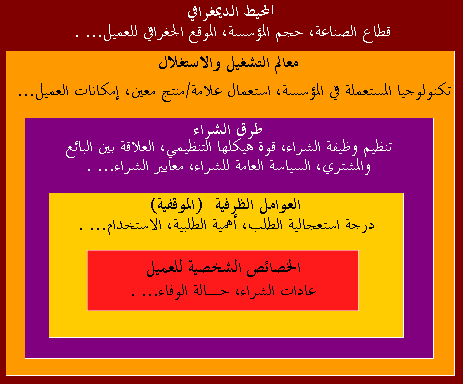 المحيط الديمغرافي
قطاع الصناعة، حجم المؤسسة، الموقع الجغرافي للعميل... .
معالم التشغيل والاستغلال
تكنولوجيا المستعملة في المؤسسة، استعمال علامة/منتج معين، إمكانات العميل...
طرق الشراء
تنظيم وظيفة الشراء، قوة هيكلها التنظيمي، العلاقة بين البائع
والمشتري، السياسة العامة للشراء، معايير الشراء... .
العوامل الظرفية (الموقفية)
درجة استعجالية الطلب، أهمية الطلبية، الاستخدام... .
الخصائص الشخصية للعميل
عادات الشراء، حـــالة الوفاء... .